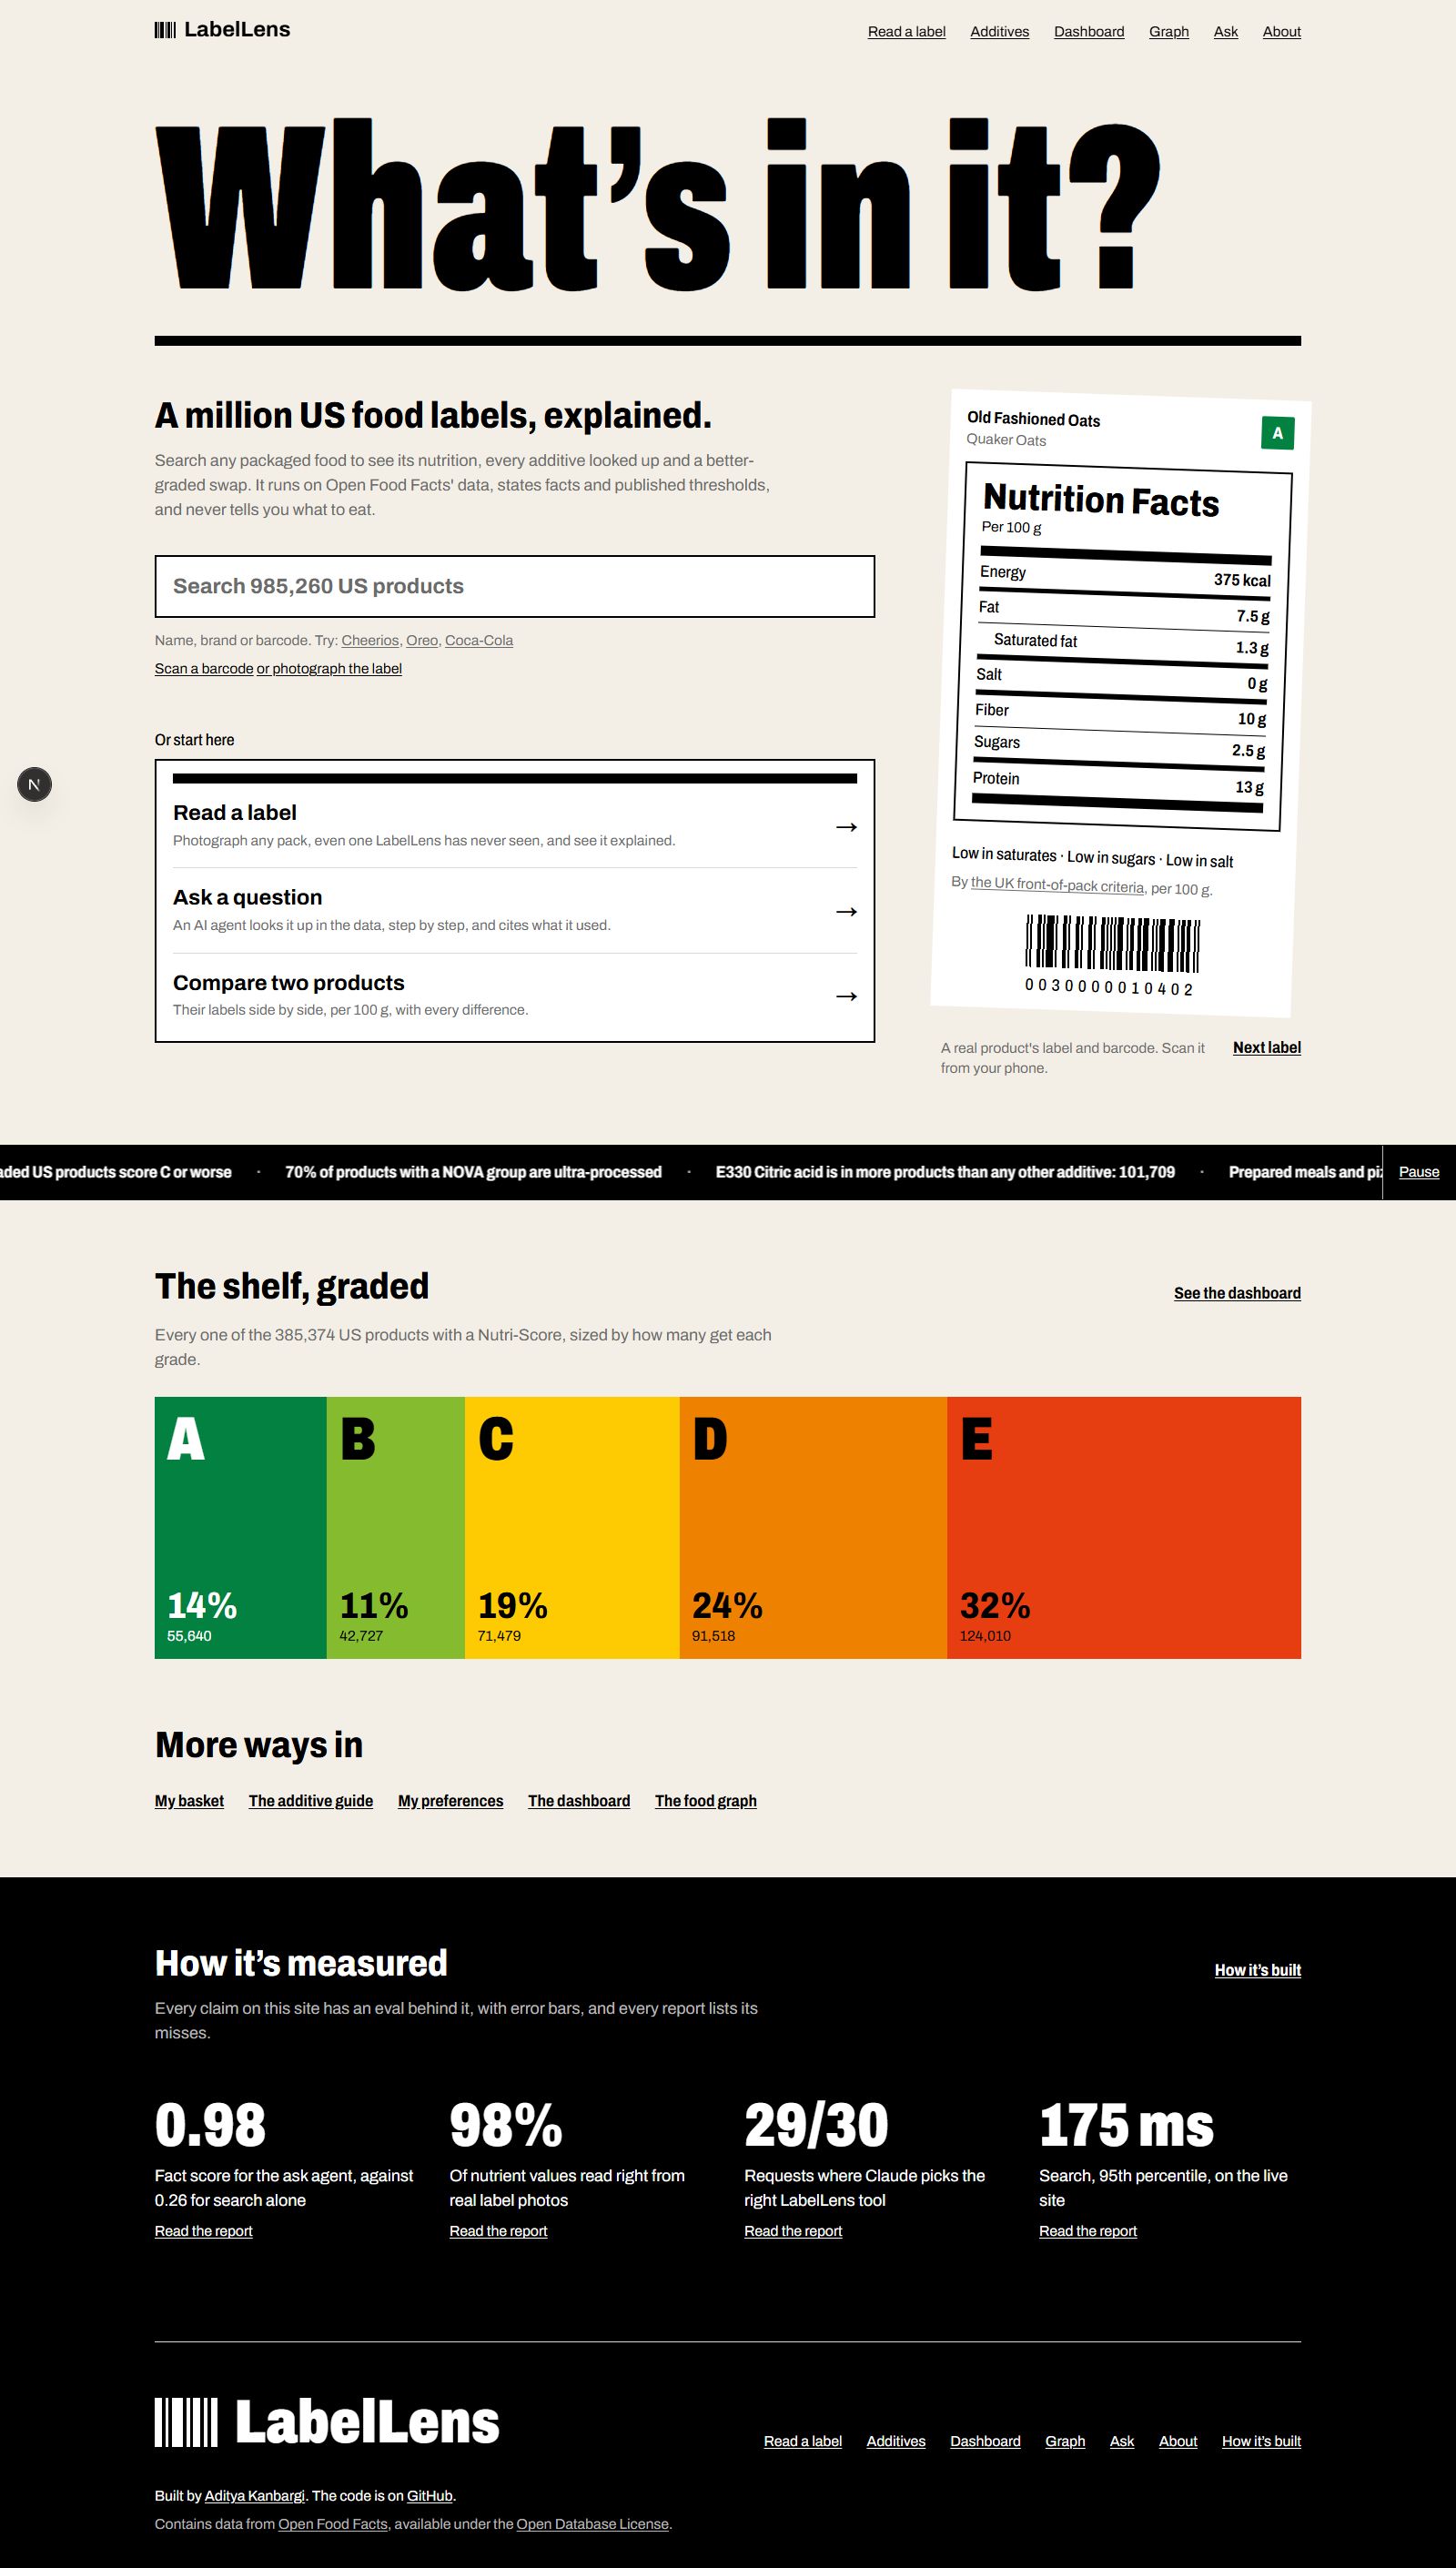 LabelLens
Read a label Additives Dashboard Graph Ask About
What’s in it?
A million US food labels, explained.
Search any packaged food to see its nutrition, every additive looked up and a better-
graded swap. It runs on Open Food Facts' data, states facts and published thresholds,
and never tells you what to eat.
Search 985,260 US products
Name, brand or barcode. Try: Cheerios, Oreo, Coca-Cola
Scan a barcode or photograph the label
Or start here
Read a label
Photograph any pack, even one LabelLens has never seen, and see it explained.
→
Ask a question
An AI agent looks it up in the data, step by step, and cites what it used.
→
Compare two products
Their labels side by side, per 100 g, with every difference.
→
N
Old Fashioned Oats
Quaker Oats
A
Nutrition Facts
Per 100 g
Energy 375 kcal
Fat 7.5 g
Saturated fat 1.3 g
Salt 0 g
Fiber 10 g
Sugars 2.5 g
Protein 13 g
Low in saturates · Low in sugars · Low in salt
By the UK front-of-pack criteria, per 100 g.
0030000010402
A real product's label and barcode. Scan it
from your phone.
Next label
US products score C or worse · 70% of products with a NOVA group are ultra-processed · E330 Citric acid is in more products than any other additive: 101,709 · Prepared meals and Pause
The shelf, graded
See the dashboard
Every one of the 385,374 US products with a Nutri-Score, sized by how many get each
grade.
A B C D E
14% 11% 19% 24% 32%
55,640 42,727 71,479 91,518 124,010
More ways in
My basket The additive guide My preferences The dashboard The food graph
How it’s measured
How it’s built
Every claim on this site has an eval behind it, with error bars, and every report lists its
misses.
0.98
Fact score for the ask agent, against
0.26 for search alone
Read the report
98%
Of nutrient values read right from
real label photos
Read the report
29/30
Requests where Claude picks the
right LabelLens tool
Read the report
175 ms
Search, 95th percentile, on the live
site
Read the report
LabelLens
Read a label Additives Dashboard Graph Ask About How it’s built
Built by Aditya Kanbargi. The code is on GitHub.
Contains data from Open Food Facts, available under the Open Database License.